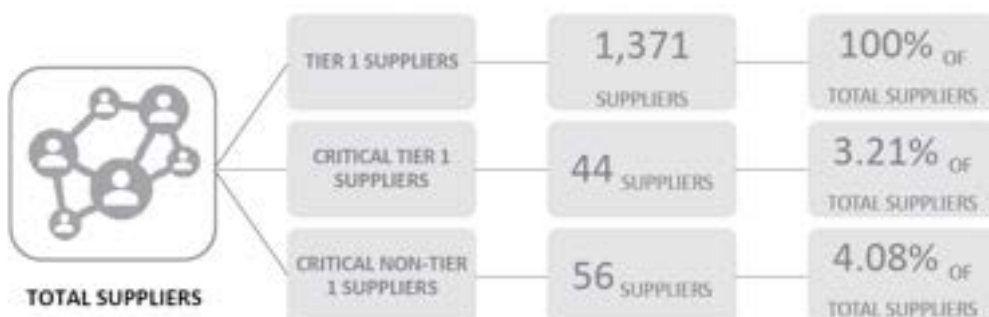 TIER 1 SUPPLIERS
1,371
SUPPLIERS
100% OF
TOTAL SUPPLIERS
CRITICAL TIER 1
SUPPLIERS
44 SUPPLIERS
3.21% OF
TOTAL SUPPLIERS
CRITICAL NON-TIER
1 SUPPLIERS
56 SUPPLIERS
4.08% OF
TOTAL SUPPLIERS
TOTAL SUPPLIERS